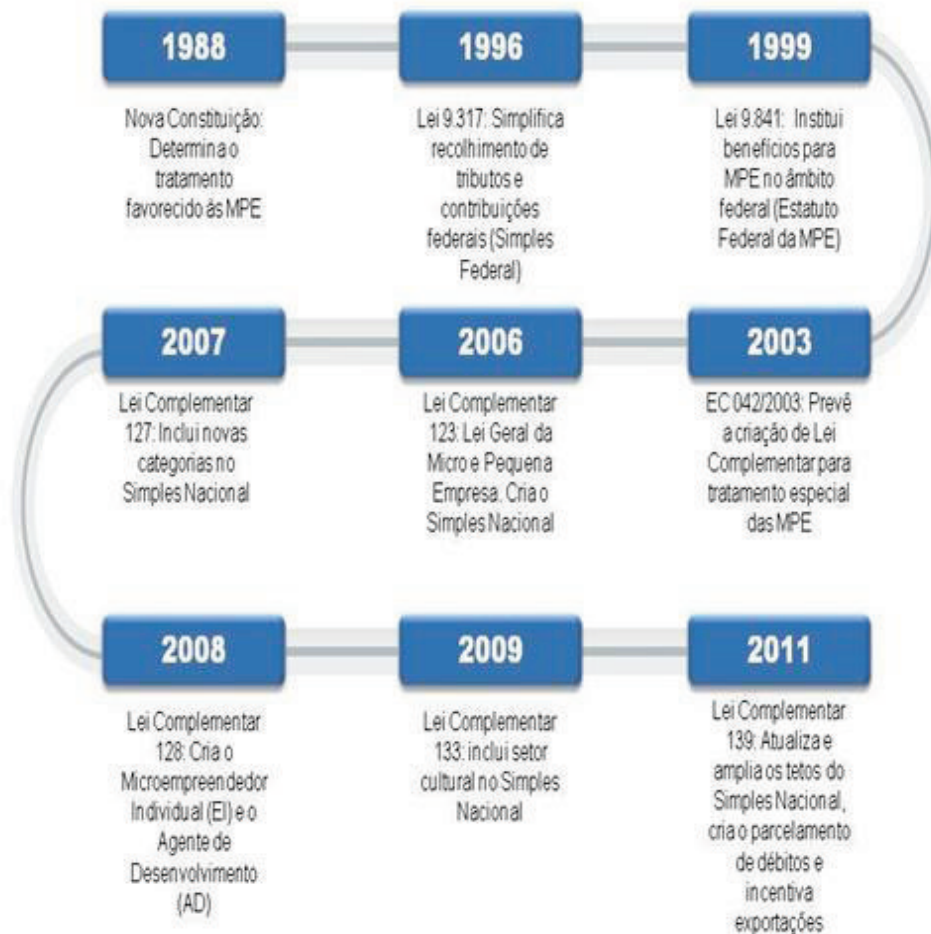 1988
Nova Constituição:
Determina o
tratamento
favorecido às MPE
1996
Lei 9.317: Simplifica
recolhimento de
tributos e
contribuições
federais (Simples
Federal)
1999
Lei 9.841: Institui
benefícios para
MPE no âmbito
federal (Estatuto
Federal da MPE)
2003
EC 042/2003: Prevê
a criação de Lei
Complementar para
tratamento especial
das MPE
2006
Lei Complementar
123: Lei Geral da
Micro e Pequena
Empresa. Cria o
Simples Nacional
2007
Lei Complementar
127: Inclui novas
categorias no
Simples Nacional
2008
Lei Complementar
128: Cria o
Microempreendedor
Individual (EI) e o
Agente de
Desenvolvimento
(AD)
2009
Lei Complementar
133: inclui setor
cultural no Simples
Nacional
2011
Lei Complementar
139: Atualiza e
amplia os tetos do
Simples Nacional,
cria o parcelamento
de débitos e
incentiva
exportações